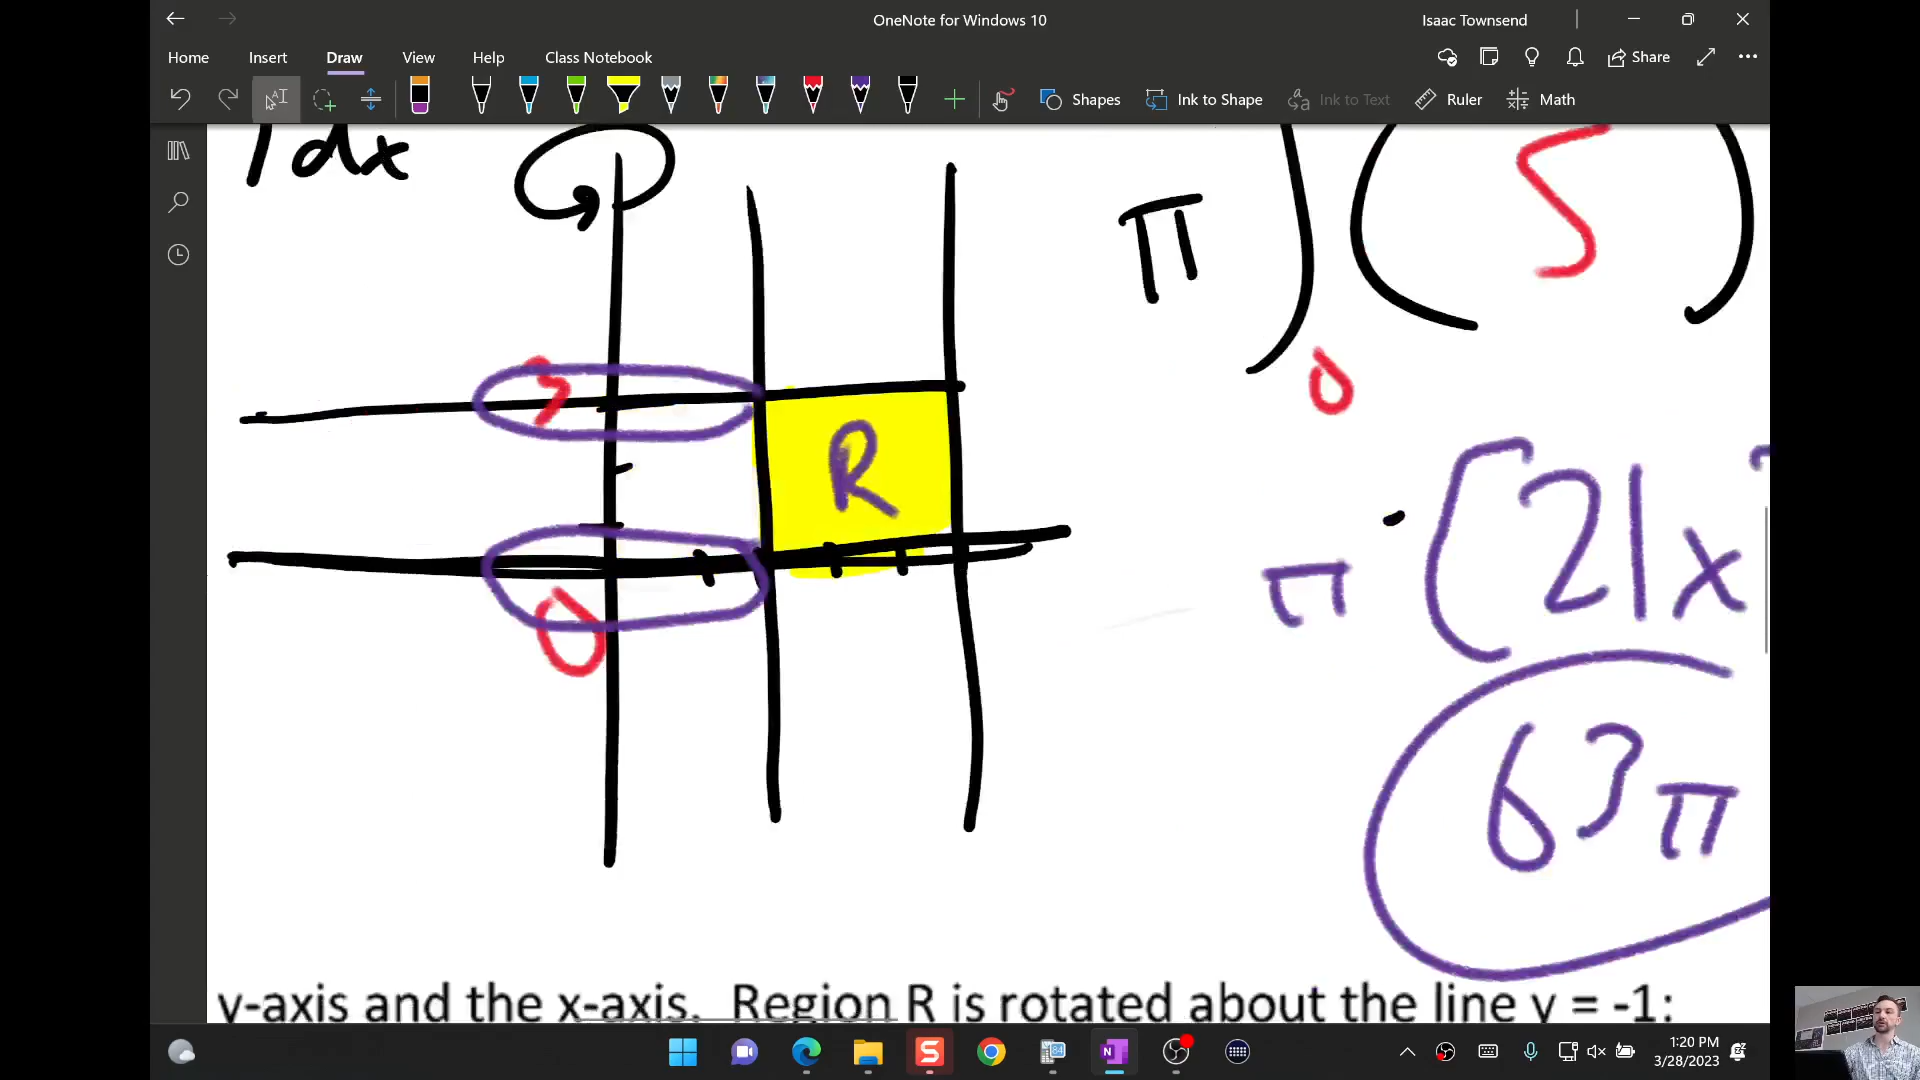 OneNote for Windows 10
Isaac Townsend
Home Insert Draw View Help Class Notebook
Share
Shapes Ink to Shape Ink to Text Ruler Math
1 dx
π ∫ ( 5 )
0
3
R
0
π [21x
63π
y-axis and the x-axis. Region R is rotated about the line y = -1:
1:20 PM
3/28/2023